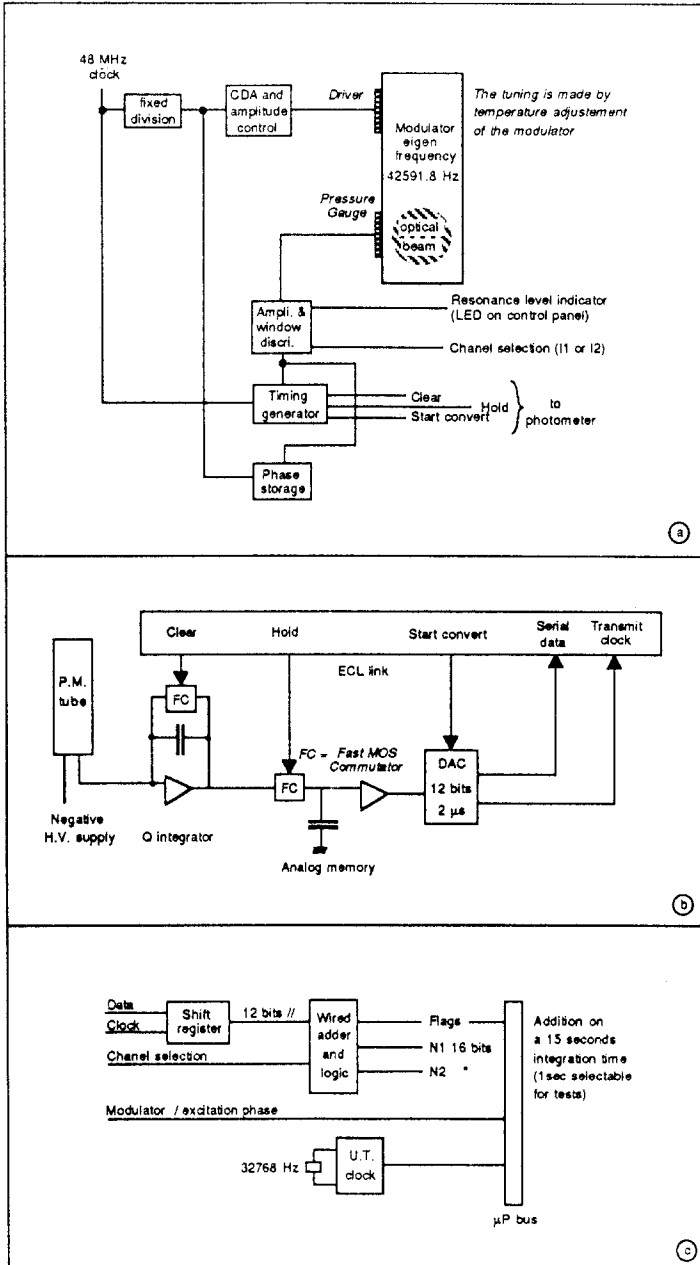 48 MHz
clock
fixed
division
CDA and
amplitude
control
Driver
Modulator
eigen
frequency
42591.8 Hz
The tuning is made by
temperature adjustement
of the modulator
Pressure
Gauge
optical
beam
Ampli. &
window
discri.
Resonance level indicator
(LED on control panel)
Chanel selection (I1 or I2)
Timing
generator
Clear
Hold
Start convert
to
photometer
Phase
storage
a
Clear
Hold
Start convert
Serial
data
Transmit
clock
ECL link
P.M.
tube
FC
FC = Fast MOS
Commutator
FC
DAC
12 bits
2 µs
Negative
H.V. supply
Q integrator
Analog memory
b
Data
Clock
Shift
register
12 bits //
Wired
adder
and
logic
Flags
N1 16 bits
N2 "
Chanel selection
Addition on
a 15 seconds
integration time
(1sec selectable
for tests)
Modulator / excitation phase
32768 Hz
U.T.
clock
µP bus
c